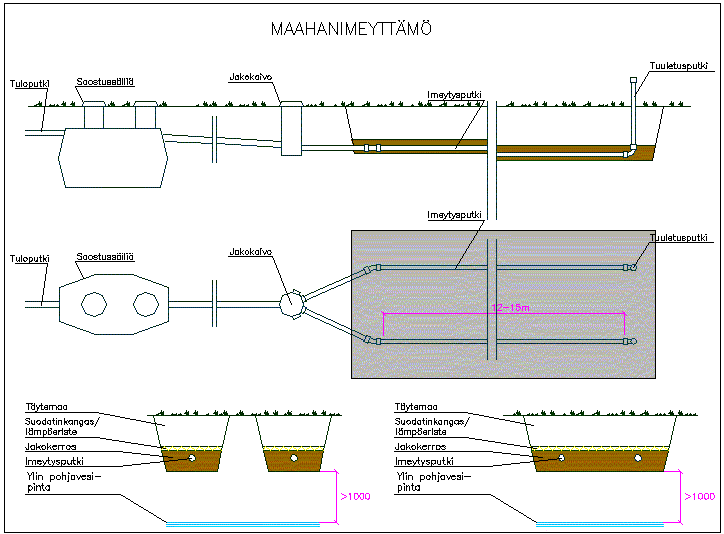 MAAHANIMEYTTÄMÖ
Tuloputki
Saostussäiliö
Jakokaivo
Imeytysputki
Tuuletusputki
Imeytysputki
Tuloputki
Saostussäiliö
Jakokaivo
Tuuletusputki
12-15m
Täytemaa
Suodatinkangas/
lämpöeriste
Jakokerros
Imeytysputki
Ylin pohjavesi-
pinta
>1000
Täytemaa
Suodatinkangas/
lämpöeriste
Jakokerros
Imeytysputki
Ylin pohjavesi-
pinta
>1000